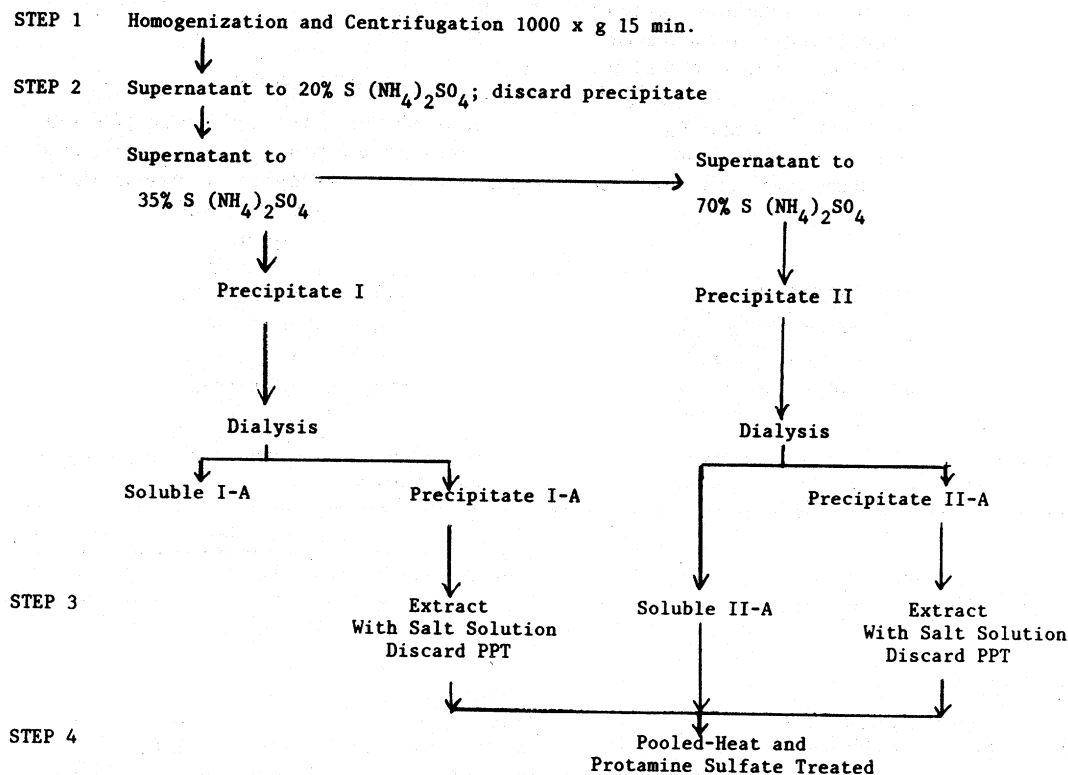 STEP 1 Homogenization and Centrifugation 1000 x g 15 min.
STEP 2 Supernatant to 20% S (NH4)2SO4; discard precipitate
Supernatant to
35% S (NH4)2SO4
Supernatant to
70% S (NH4)2SO4
Precipitate I
Precipitate II
Dialysis
Dialysis
Soluble I-A
Precipitate I-A
Precipitate II-A
STEP 3
Extract
With Salt Solution
Discard PPT
Soluble II-A
Extract
With Salt Solution
Discard PPT
STEP 4
Pooled-Heat and
Protamine Sulfate Treated